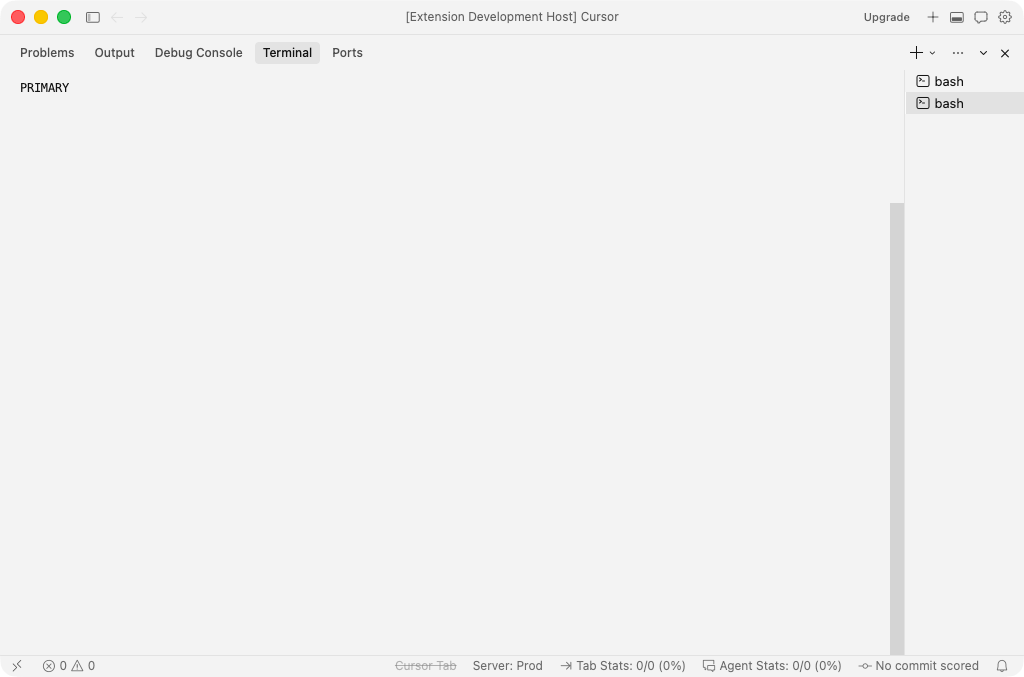 [Extension Development Host] Cursor
Upgrade
Problems
Output
Debug Console
Terminal
Ports
PRIMARY
bash
bash
0
0
Cursor Tab
Server: Prod
Tab Stats: 0/0 (0%)
Agent Stats: 0/0 (0%)
No commit scored